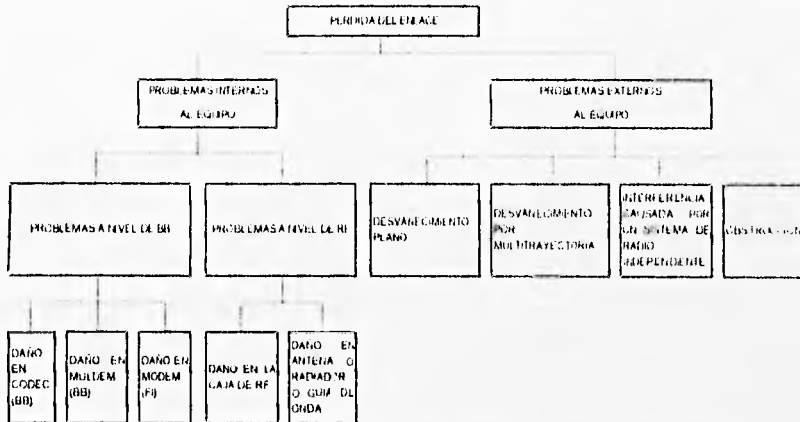 PERDIDA DEL ENLACE
PROBLEMAS INTERNOS
AL EQUIPO
PROBLEMAS EXTERNOS
AL EQUIPO
PROBLEMAS A NIVEL DE BB
PROBLEMAS A NIVEL DE RF
DESVANECIMIENTO
PLANO
DESVANECIMIENTO
POR
MULTITRAYECTORIA
INTERFERENCIA
CAUSADA POR
UN SISTEMA DE
RADIO
INDEPENDIENTE
OBSTRUCCION
DAÑO
EN
CODEC
(BB)
DAÑO EN
MULDEM
(BB)
DAÑO EN
MODEM
(FI)
DAÑO EN LA
CAJA DE RF
DAÑO EN
ANTENA O
RADIADOR
O GUIA DE
ONDA